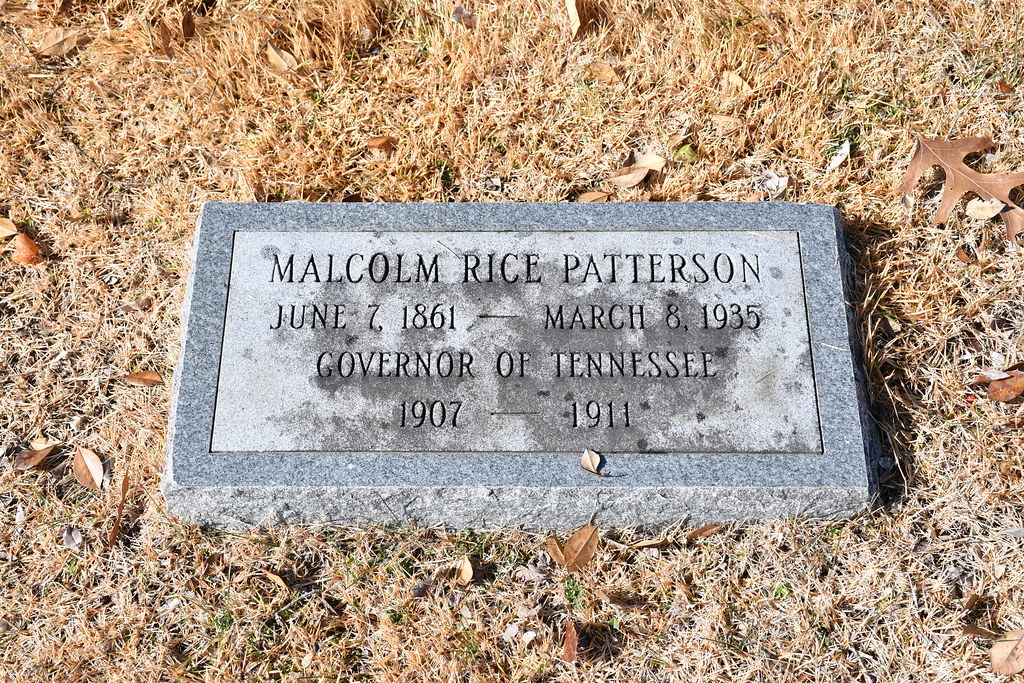 MALCOLM RICE PATTERSON
JUNE 7, 1861 — MARCH 8, 1935
GOVERNOR OF TENNESSEE
1907 — 1911